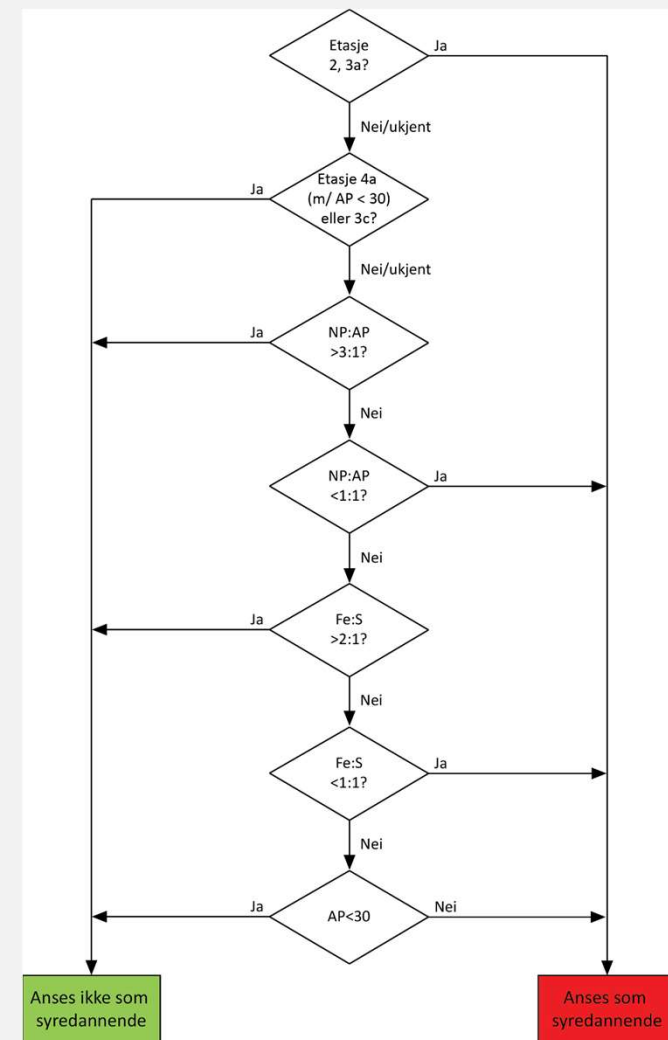 Etasje
2, 3a?
Ja
Nei/ukjent
Ja
Etasje 4a
(m/ AP < 30)
eller 3c?
Nei/ukjent
Ja
NP:AP
>3:1?
Nei
NP:AP
<1:1?
Ja
Nei
Ja
Fe:S
>2:1?
Nei
Fe:S
<1:1?
Ja
Nei
Ja
AP<30
Nei
Anses ikke som
syredannende
Anses som
syredannende